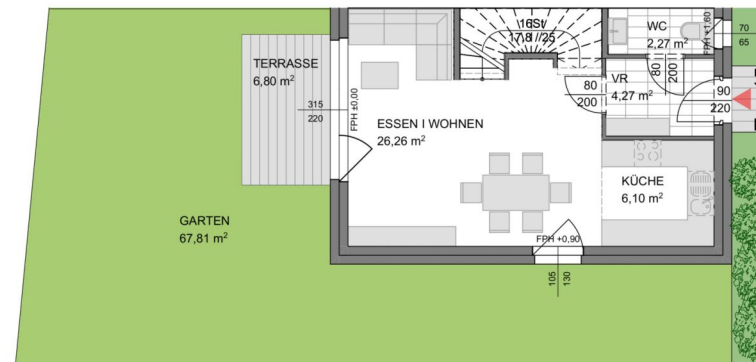 16St
17,8 //25
WC
2,27 m²
FPH +1,60
70
65
TERRASSE
6,80 m²
VR
4,27 m²
80
200
80
200
90
220
315
220
FPH ±0,00
ESSEN I WOHNEN
26,26 m²
KÜCHE
6,10 m²
GARTEN
67,81 m²
FPH +0,90
105
130